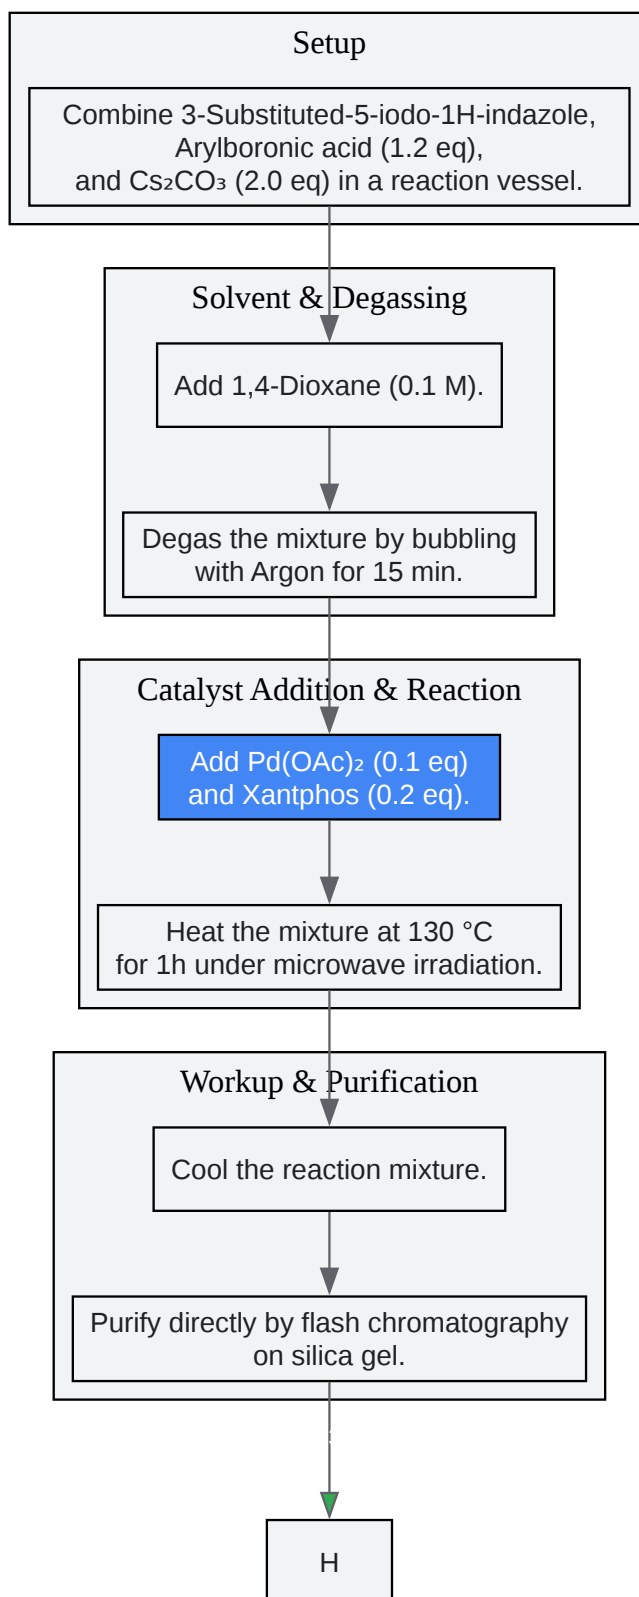 Setup
Combine 3-Substituted-5-iodo-1H-indazole,
Arylboronic acid (1.2 eq),
and Cs₂CO₃ (2.0 eq) in a reaction vessel.
Solvent & Degassing
Add 1,4-Dioxane (0.1 M).
Degas the mixture by bubbling
with Argon for 15 min.
Catalyst Addition & Reaction
Add Pd(OAc)₂ (0.1 eq)
and Xantphos (0.2 eq).
Heat the mixture at 130 °C
for 1h under microwave irradiation.
Workup & Purification
Cool the reaction mixture.
Purify directly by flash chromatography
on silica gel.
H